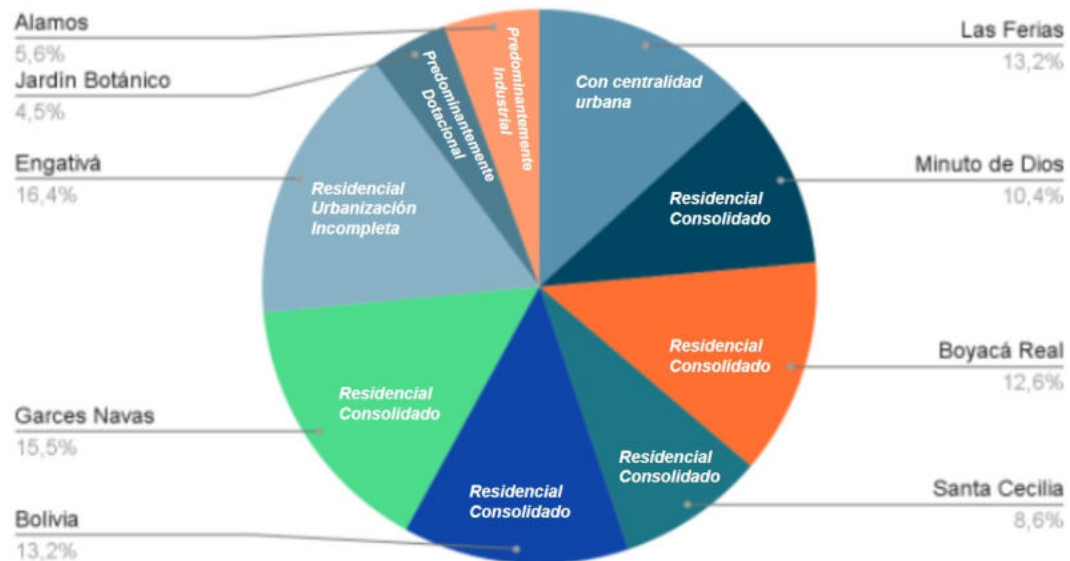 Alamos
5,6%
Jardín Botánico
4,5%
Engativá
16,4%
Garces Navas
15,5%
Bolivia
13,2%
Las Ferias
13,2%
Minuto de Dios
10,4%
Boyacá Real
12,6%
Santa Cecilia
8,6%
Predominantemente
Industrial
Predominantemente
Dotacional
Con centralidad
urbana
Residencial
Urbanización
Incompleta
Residencial
Consolidado
Residencial
Consolidado
Residencial
Consolidado
Residencial
Consolidado
Residencial
Consolidado